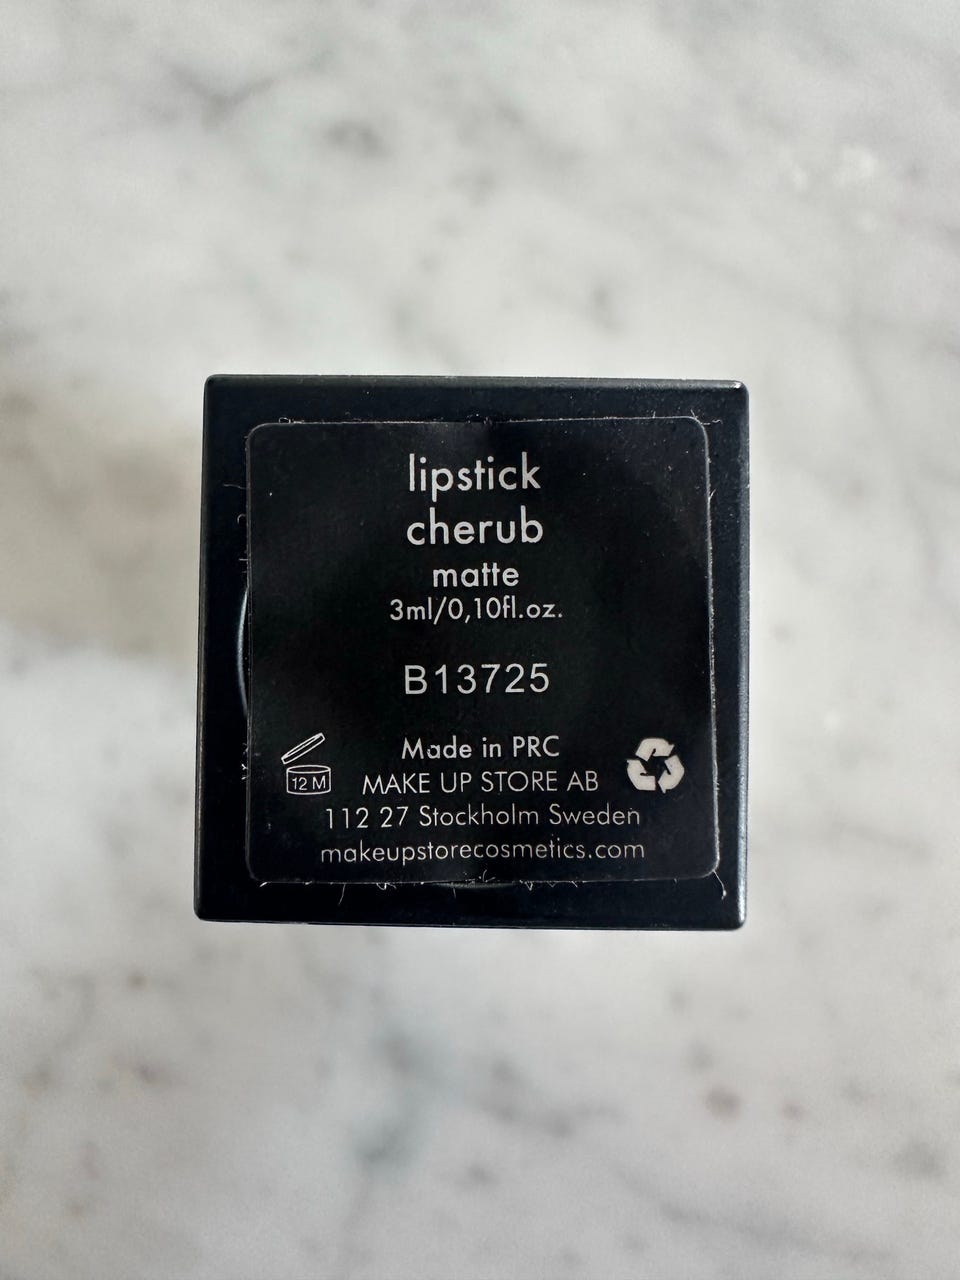 lipstick
cherub
matte
3ml/0,10fl.oz.
B13725
Made in PRC
12 M
MAKE UP STORE AB
112 27 Stockholm Sweden
makeupstorecosmetics.com